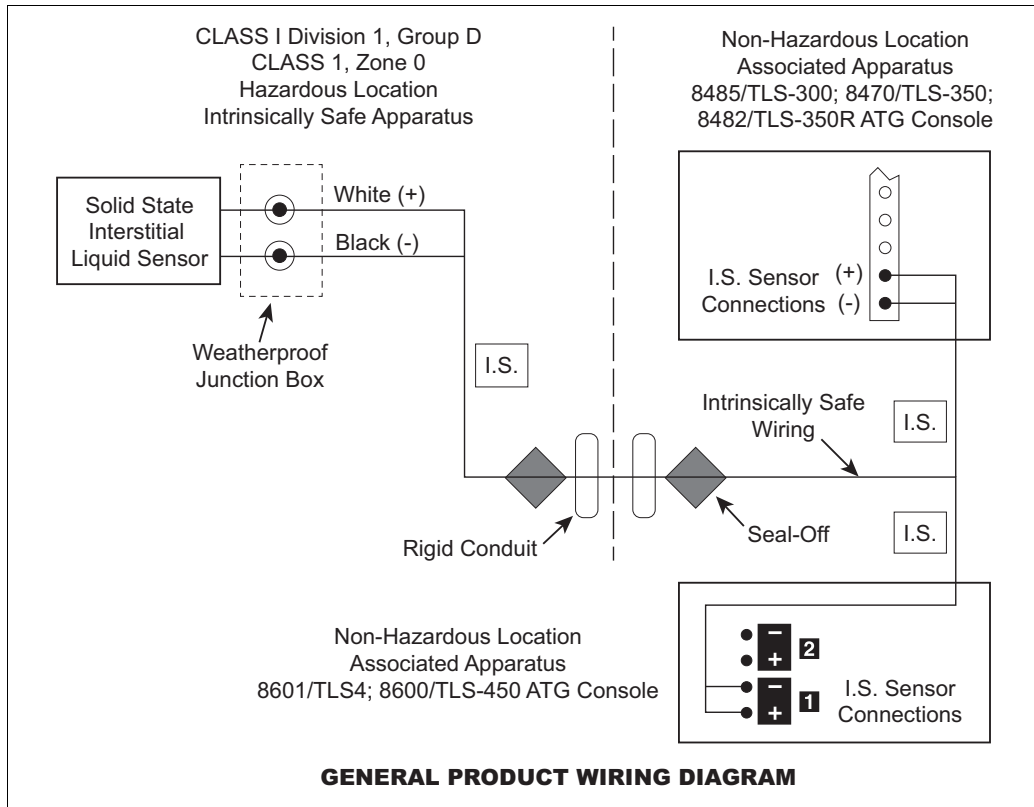 CLASS I Division 1, Group D
CLASS 1, Zone 0
Hazardous Location
Intrinsically Safe Apparatus
Non-Hazardous Location
Associated Apparatus
8485/TLS-300; 8470/TLS-350;
8482/TLS-350R ATG Console
Solid State
Interstitial
Liquid Sensor
White (+)
Black (-)
Weatherproof
Junction Box
I.S.
I.S. Sensor (+)
Connections (-)
Intrinsically Safe
Wiring
I.S.
Rigid Conduit
Seal-Off
I.S.
Non-Hazardous Location
Associated Apparatus
8601/TLS4; 8600/TLS-450 ATG Console
− 2
+
− 1
+
I.S. Sensor
Connections
GENERAL PRODUCT WIRING DIAGRAM